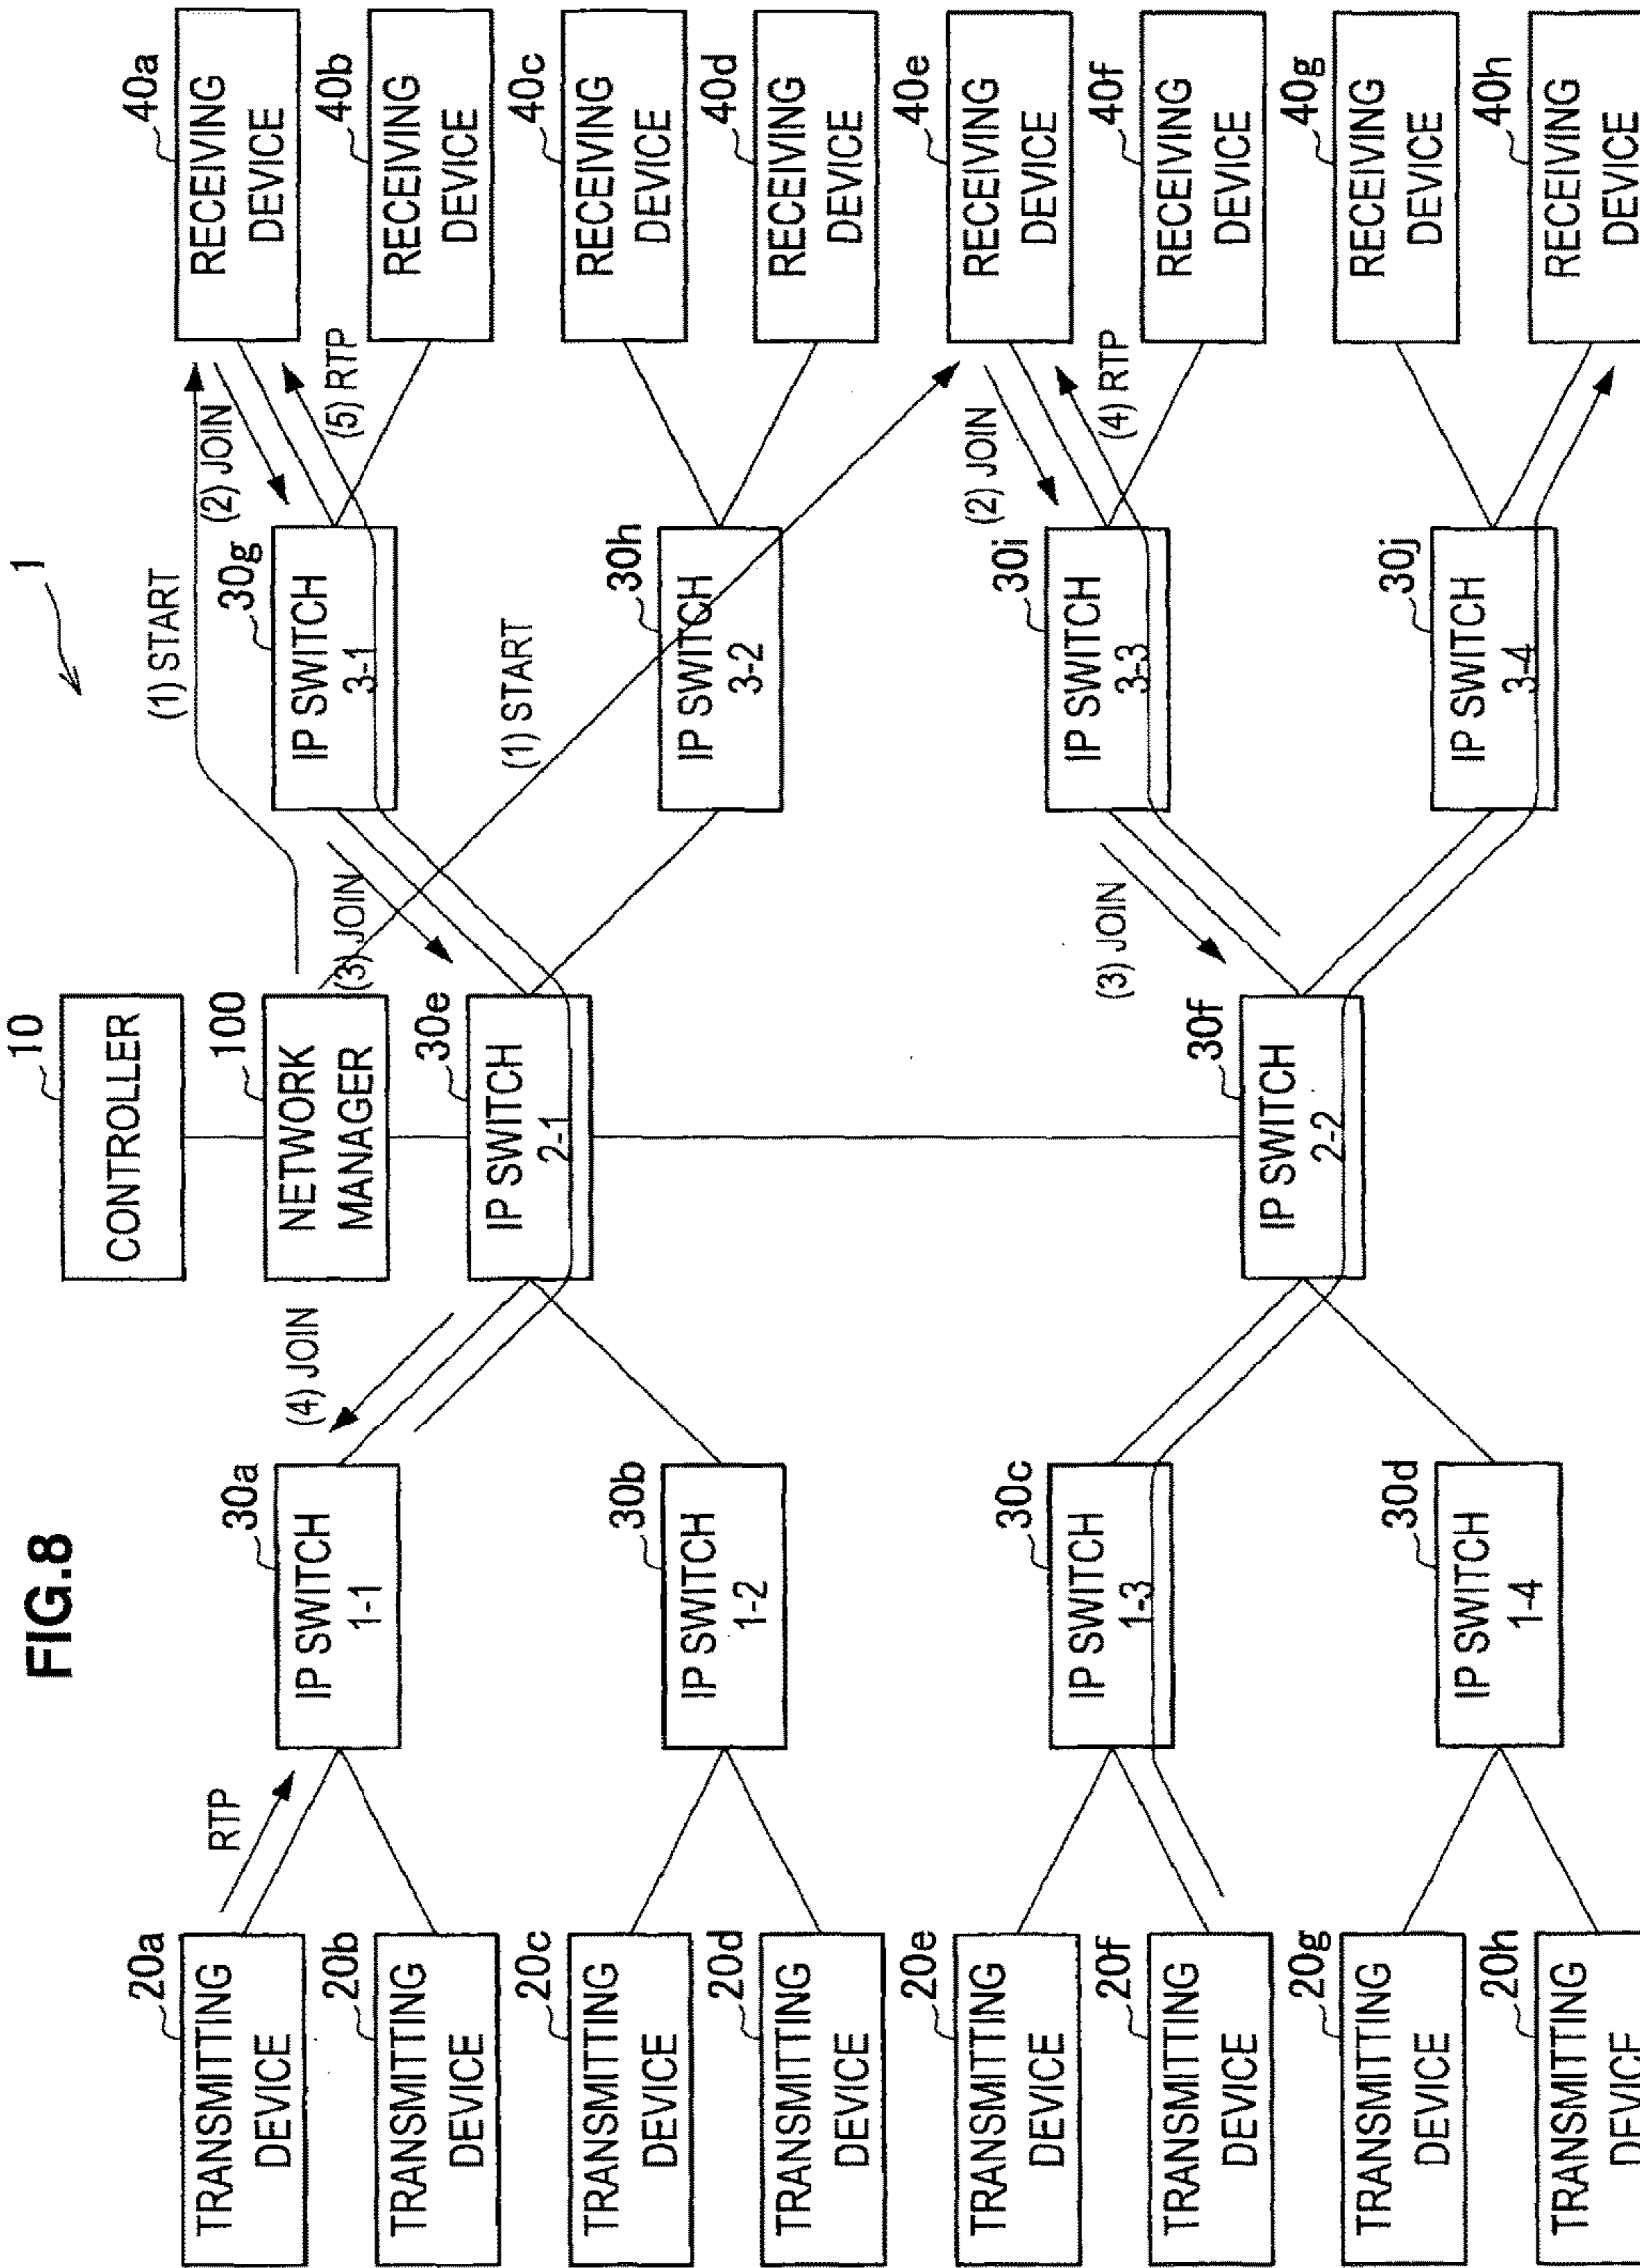 FIG.8
1
10
CONTROLLER
100
NETWORK
MANAGER
(1) START
(1) START
20a
TRANSMITTING
DEVICE
20b
TRANSMITTING
DEVICE
20c
TRANSMITTING
DEVICE
20d
TRANSMITTING
DEVICE
20e
TRANSMITTING
DEVICE
20f
TRANSMITTING
DEVICE
20g
TRANSMITTING
DEVICE
20h
TRANSMITTING
DEVICE
RTP
30a
IP SWITCH
1-1
30b
IP SWITCH
1-2
30c
IP SWITCH
1-3
30d
IP SWITCH
1-4
(4) JOIN
30e
IP SWITCH
2-1
30f
IP SWITCH
2-2
(3) JOIN
(3) JOIN
30g
IP SWITCH
3-1
30h
IP SWITCH
3-2
30i
IP SWITCH
3-3
30j
IP SWITCH
3-4
(2) JOIN
(5) RTP
(2) JOIN
(4) RTP
40a
RECEIVING
DEVICE
40b
RECEIVING
DEVICE
40c
RECEIVING
DEVICE
40d
RECEIVING
DEVICE
40e
RECEIVING
DEVICE
40f
RECEIVING
DEVICE
40g
RECEIVING
DEVICE
40h
RECEIVING
DEVICE